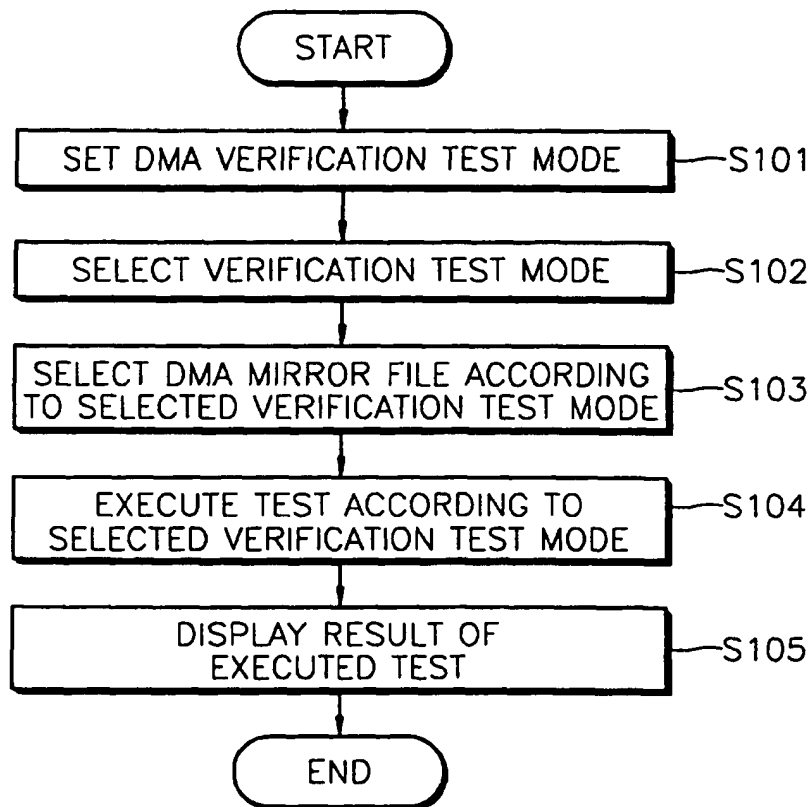 START
SET DMA VERIFICATION TEST MODE
S101
SELECT VERIFICATION TEST MODE
S102
SELECT DMA MIRROR FILE ACCORDING
TO SELECTED VERIFICATION TEST MODE
S103
EXECUTE TEST ACCORDING TO
SELECTED VERIFICATION TEST MODE
S104
DISPLAY RESULT OF
EXECUTED TEST
S105
END